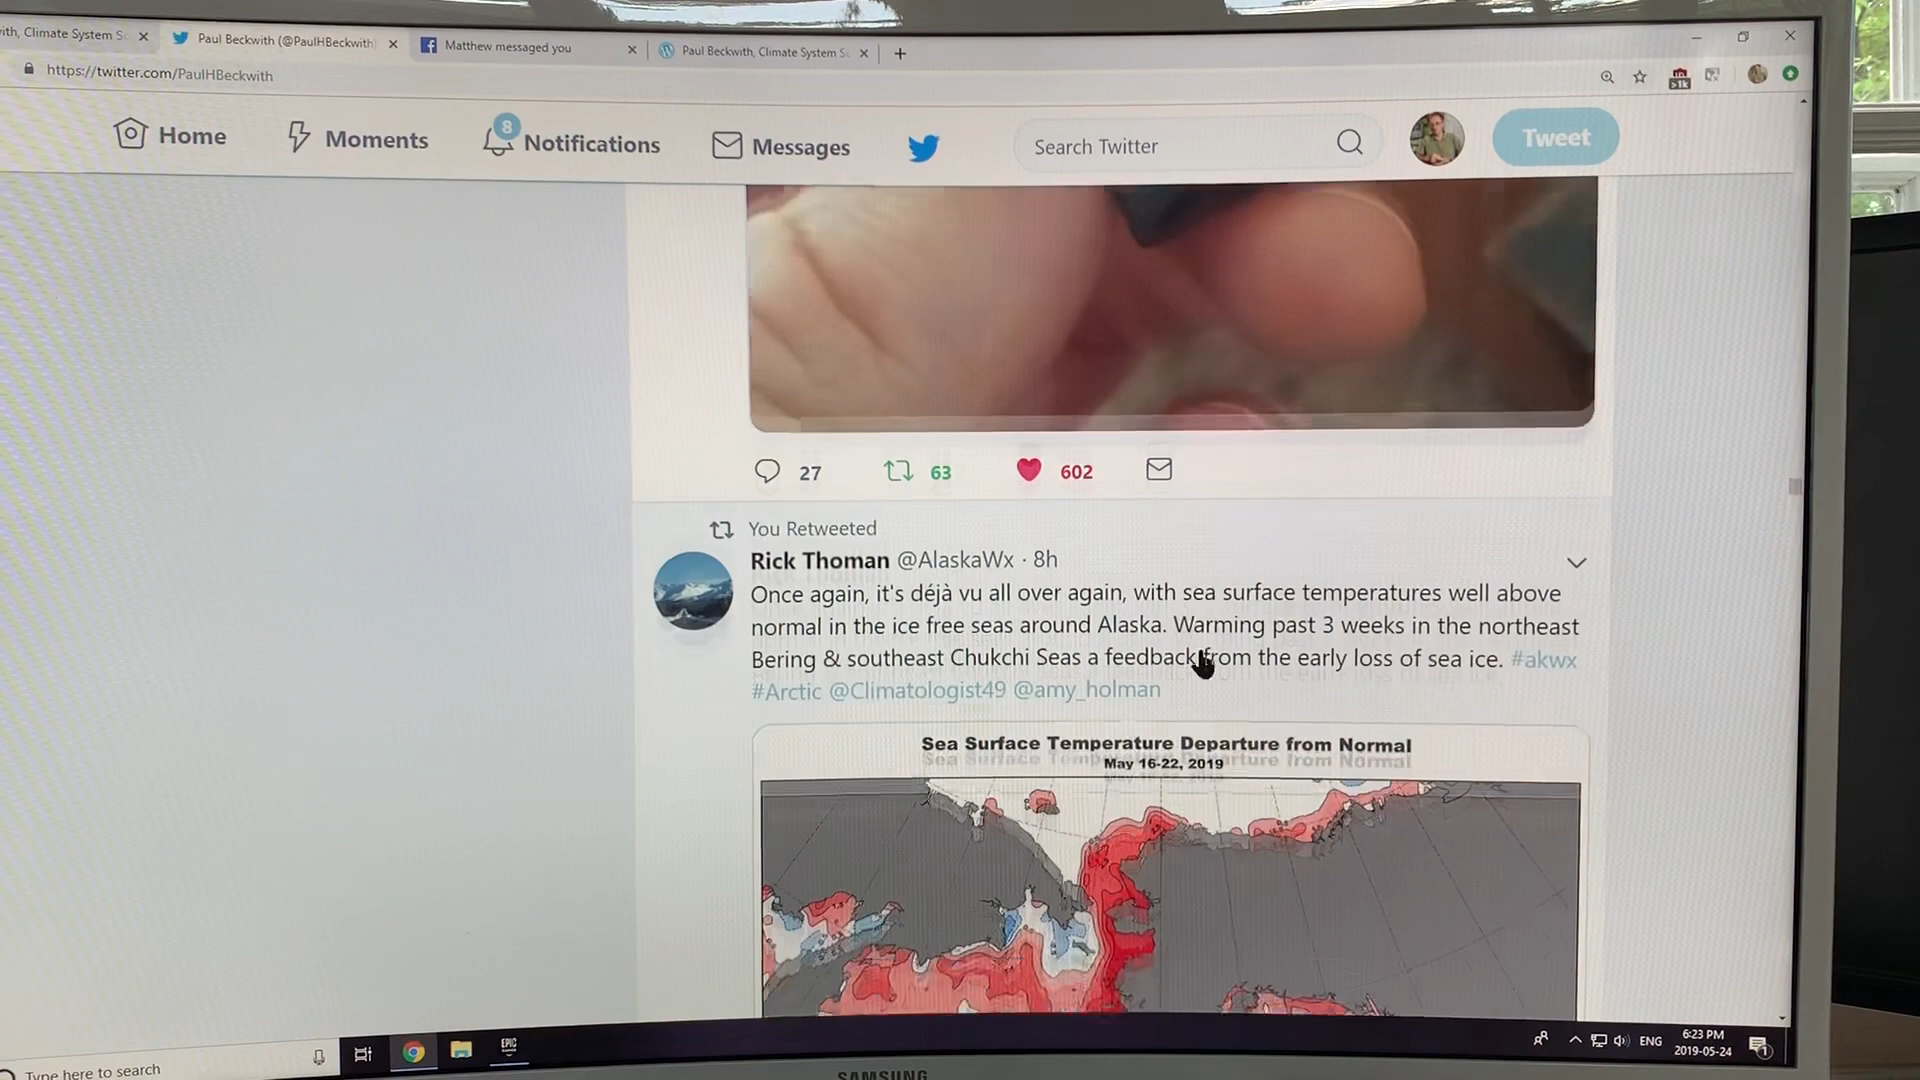 ith, Climate System S
Paul Beckwith (@PaulHBeckwith)
Matthew messaged you
Paul Beckwith, Climate System S
https://twitter.com/PaulHBeckwith
>1k
Home
Moments
8
Notifications
Messages
Search Twitter
Tweet
27
63
602
You Retweeted
Rick Thoman @AlaskaWx · 8h
Once again, it's déjà vu all over again, with sea surface temperatures well above
normal in the ice free seas around Alaska. Warming past 3 weeks in the northeast
Bering & southeast Chukchi Seas a feedback from the early loss of sea ice. #akwx
#Arctic @Climatologist49 @amy_holman
Sea Surface Temperature Departure from Normal
May 16-22, 2019
Type here to search
EPIC
GAMES
ENG
6:23 PM
2019-05-24
1
SAMSUNG